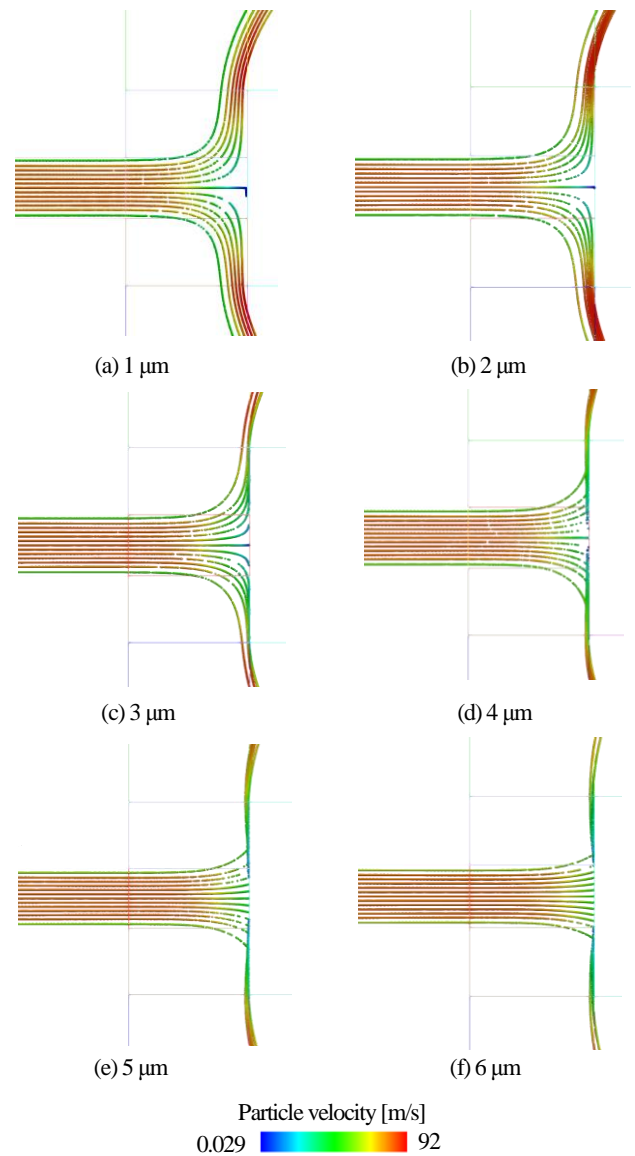 (a) 1 μm
(b) 2 μm
(c) 3 μm
(d) 4 μm
(e) 5 μm
(f) 6 μm
Particle velocity [m/s]
0.029 92